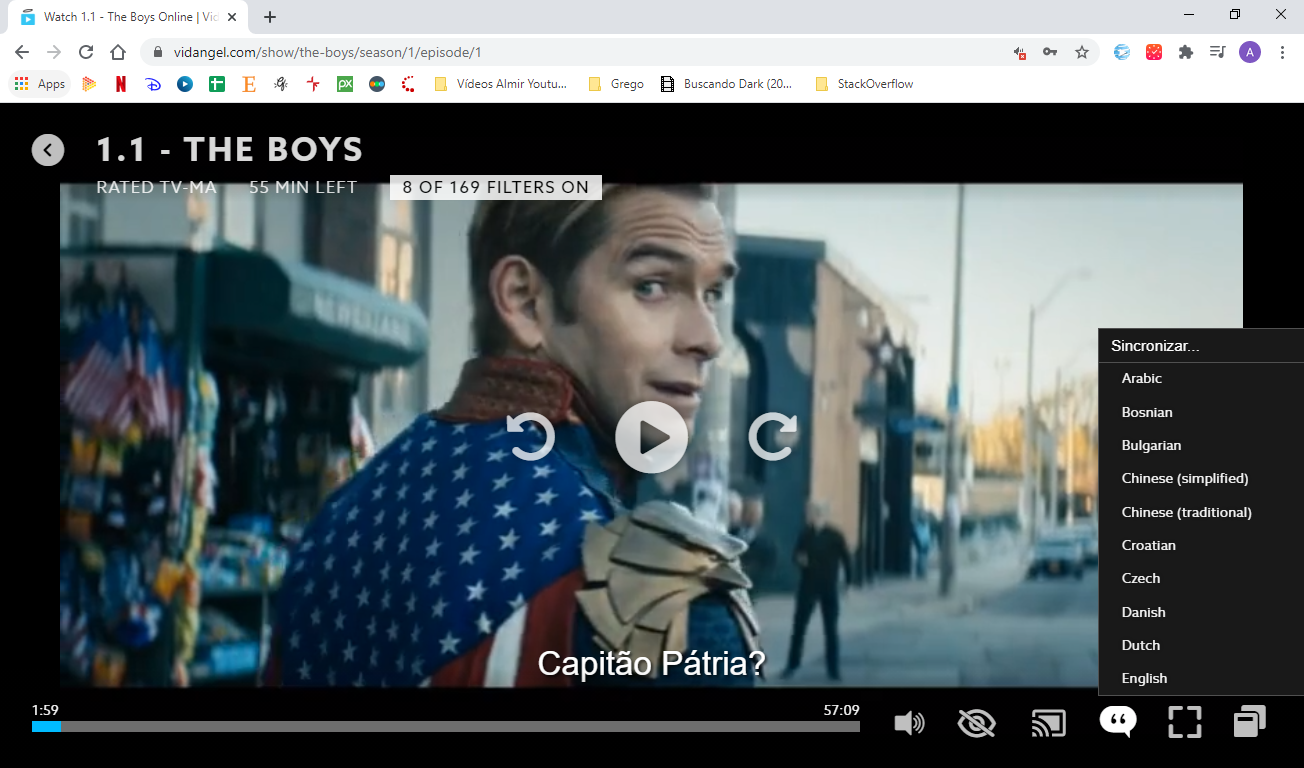 Watch 1.1 - The Boys Online | Vid
vidangel.com/show/the-boys/season/1/episode/1
A
Apps
Vídeos Almir Youtu...
Grego
Buscando Dark (20...
StackOverflow
1.1 - THE BOYS
RATED TV-MA 55 MIN LEFT 8 OF 169 FILTERS ON
Sincronizar...
Arabic
Bosnian
Bulgarian
Chinese (simplified)
Chinese (traditional)
Croatian
Czech
Danish
Dutch
English
Capitão Pátria?
1:59
57:09